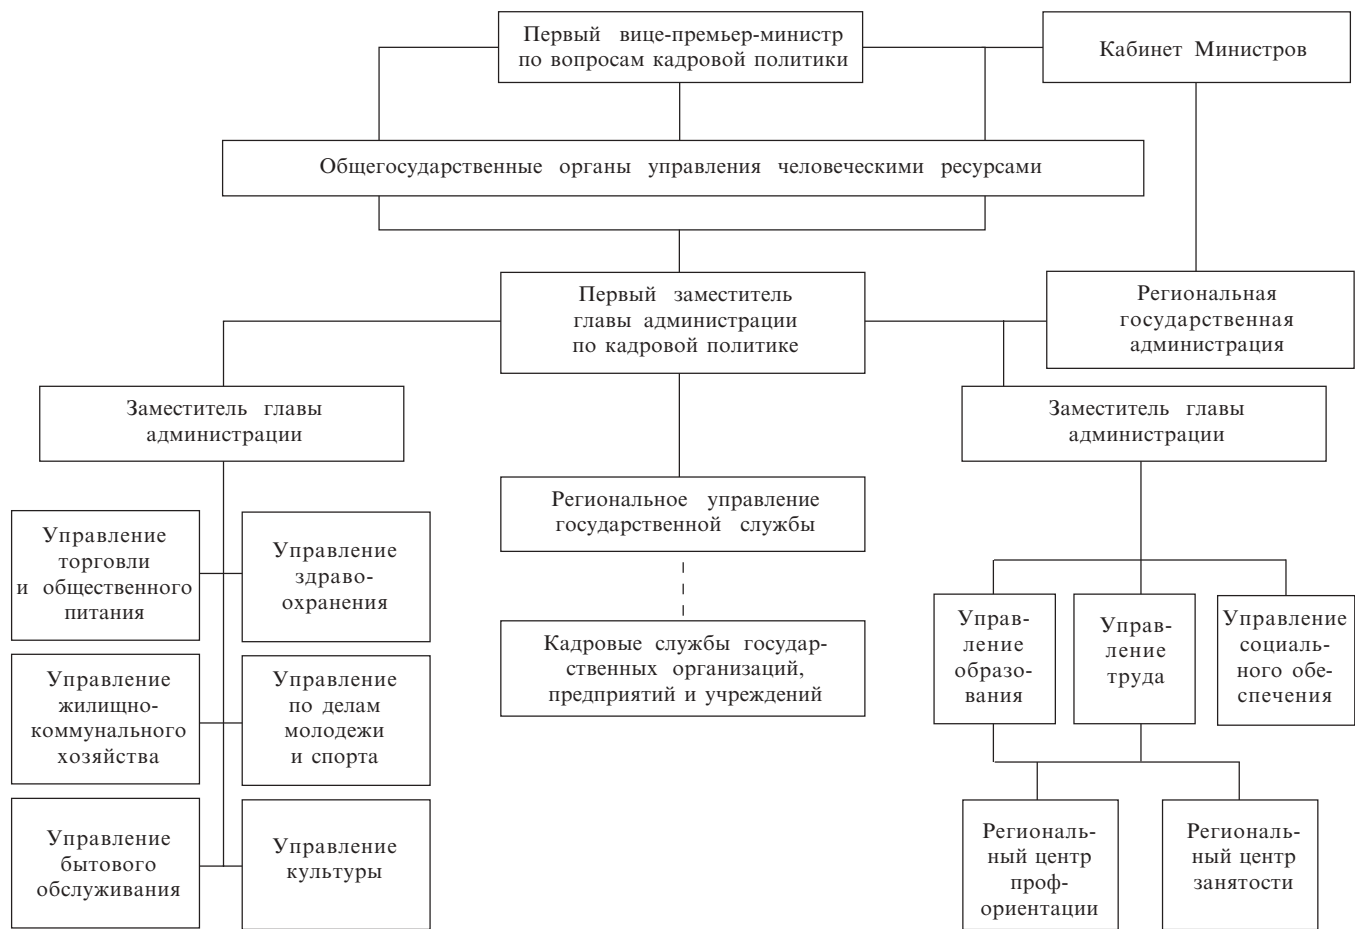 Первый вице-премьер-министр
по вопросам кадровой политики
Кабинет Министров
Общегосударственные органы управления человеческими ресурсами
Первый заместитель
главы администрации
по кадровой политике
Региональная
государственная
администрация
Заместитель главы
администрации
Заместитель главы
администрации
Региональное управление
государственной службы
Управление
торговли
и общественного
питания
Управление
здраво-
охранения
Кадровые службы государ-
ственных организаций,
предприятий и учреждений
Управ-
ление
образо-
вания
Управ-
ление
труда
Управление
социаль-
ного обе-
спечения
Управление
жилищно-
коммунального
хозяйства
Управление
по делам
молодежи
и спорта
Управление
бытового
обслуживания
Управление
культуры
Региональ-
ный центр
проф-
ориентации
Региональ-
ный центр
занятости